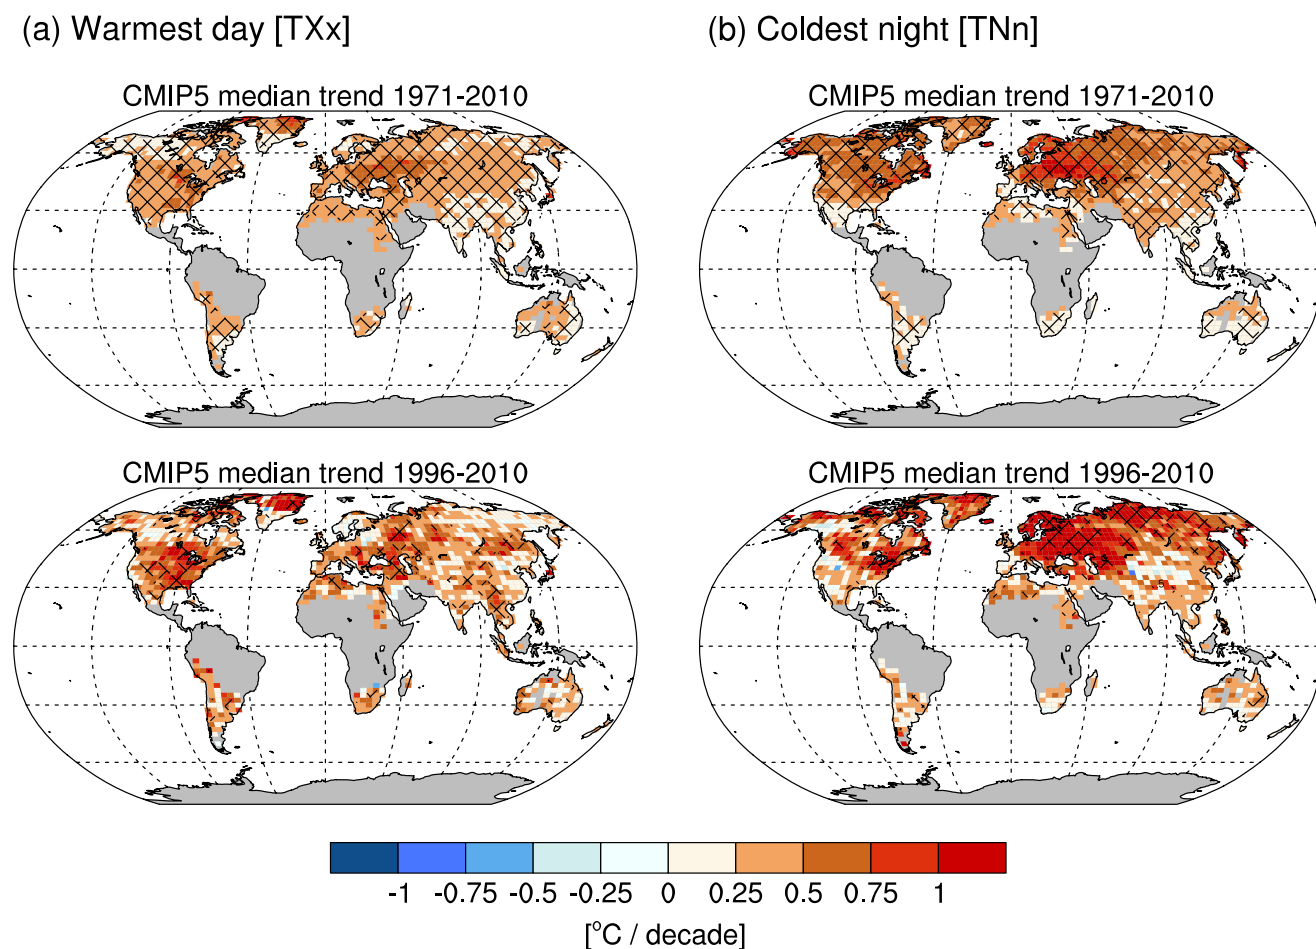 (a) Warmest day [TXx]
(b) Coldest night [TNn]
CMIP5 median trend 1971-2010
CMIP5 median trend 1971-2010
CMIP5 median trend 1996-2010
CMIP5 median trend 1996-2010
-1 -0.75 -0.5 -0.25 0 0.25 0.5 0.75 1
[°C / decade]